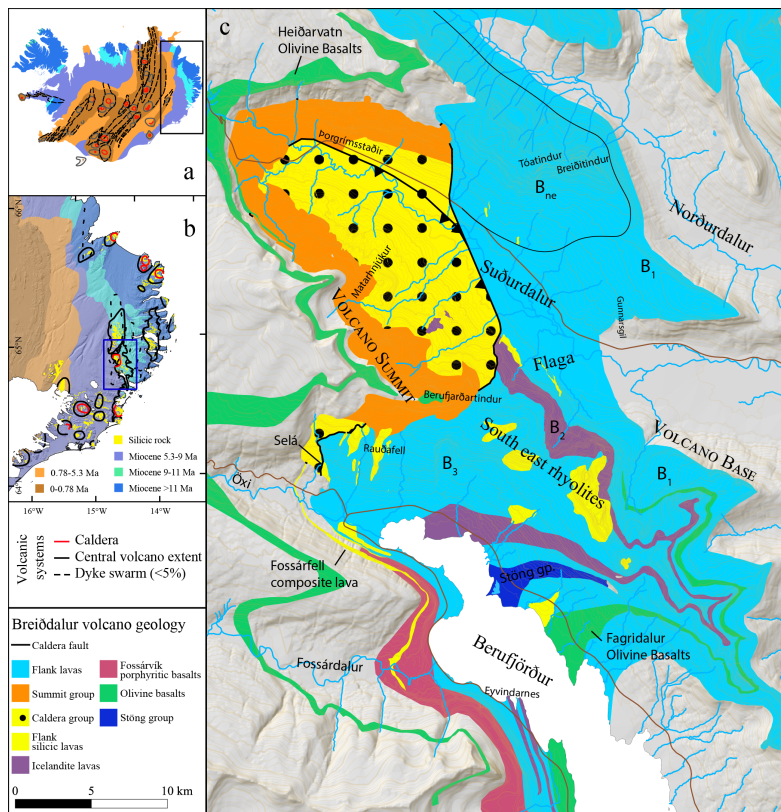 a
b
66°N
65°N
64°N
16°W
15°W
14°W
Silicic rock
Miocene 5.3-9 Ma
0.78-5.3 Ma
Miocene 9-11 Ma
0-0.78 Ma
Miocene >11 Ma
Volcanic systems
Caldera
Central volcano extent
Dyke swarm (<5%)
Breiðdalur volcano geology
Caldera fault
Flank lavas
Fossárvik
porphyritic basalts
Summit group
Olivine basalts
Caldera group
Stöng group
Flank
silicic lavas
Icelandite lavas
0
5
10 km
c
Heiðarvatn
Olivine Basalts
Þorgrímsstaðir
Tóatindur
Breiðitindur
Bne
Norðurdalur
Matarhnjúkur
Suðurdalur
B1
Gunnarsgil
Volcano Summit
Flaga
Berufjarðartindur
Volcano Base
Selá
Rauðafell
B2
South east rhyolites
B3
B1
Öxi
Fossárfell
composite lava
Stöng gp.
Fagridalur
Olivine Basalts
Berufjörður
Fossárdalur
Eyvindarnes